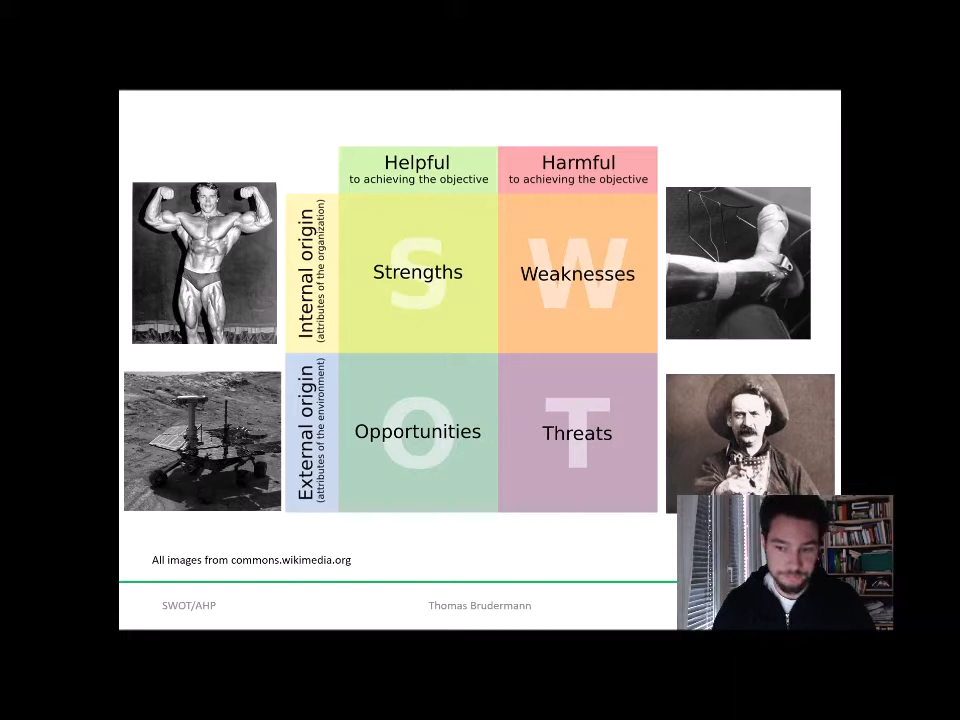 Helpful
to achieving the objective
Harmful
to achieving the objective
Internal origin
(attributes of the organization)
S
Strengths
W
Weaknesses
External origin
(attributes of the environment)
O
Opportunities
T
Threats
All images from commons.wikimedia.org
SWOT/AHP
Thomas Brudermann